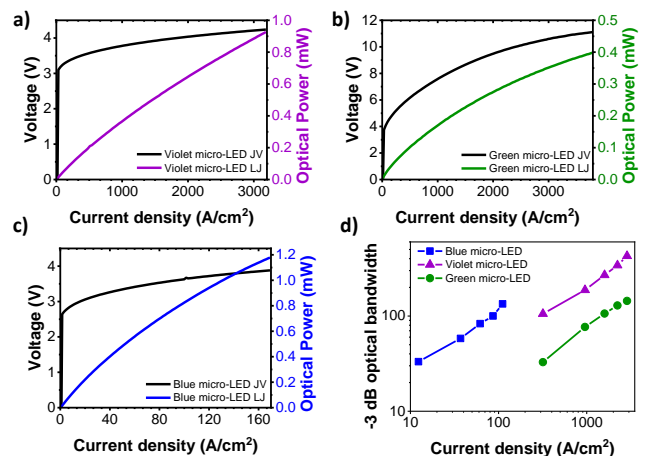 a)
5
4
3
2
1
0
Voltage (V)
1.0
0.8
0.6
0.4
0.2
0.0
Optical Power (mW)
Violet micro-LED JV
Violet micro-LED LJ
0 1000 2000 3000
Current density (A/cm²)
b)
12
10
8
6
4
2
0
Voltage (V)
0.5
0.4
0.3
0.2
0.1
0.0
Optical Power (mW)
Green micro-LED JV
Green micro-LED LJ
0 1000 2000 3000
Current density (A/cm²)
c)
5
4
3
2
1
0
Voltage (V)
1.2
1.0
0.8
0.6
0.4
0.2
0.0
Optical Power (mW)
Blue micro-LED JV
Blue micro-LED LJ
0 40 80 120 160
Current density (A/cm²)
d)
-3 dB optical bandwidth
100
10
Blue micro-LED
Violet micro-LED
Green micro-LED
10 100 1000
Current density (A/cm²)